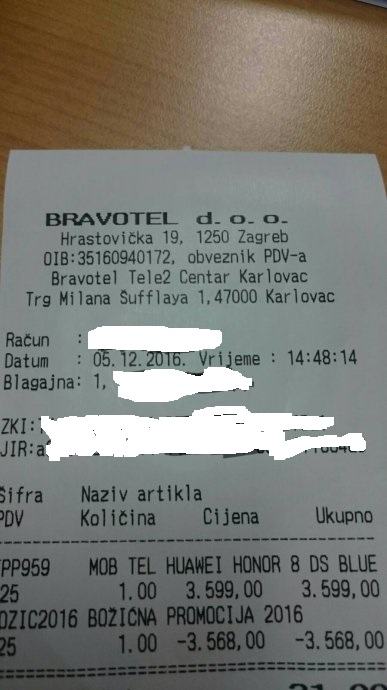 BRAVOTEL d.o.o.
Hrastovička 19, 1250 Zagreb
OIB:35160940172, obveznik PDV-a
Bravotel Tele2 Centar Karlovac
Trg Milana Šufflaya 1,47000 Karlovac
Račun :
Datum : 05.12.2016. Vrijeme : 14:48:14
Blagajna: 1,
ZKI:
JIR:a
Šifra Naziv artikla
PDV Količina Cijena Ukupno
TPP959 MOB TEL HUAWEI HONOR 8 DS BLUE
25 1.00 3.599,00 3.599,00
OZIC2016 BOŽIĆNA PROMOCIJA 2016
25 1.00 -3.568,00 -3.568,00